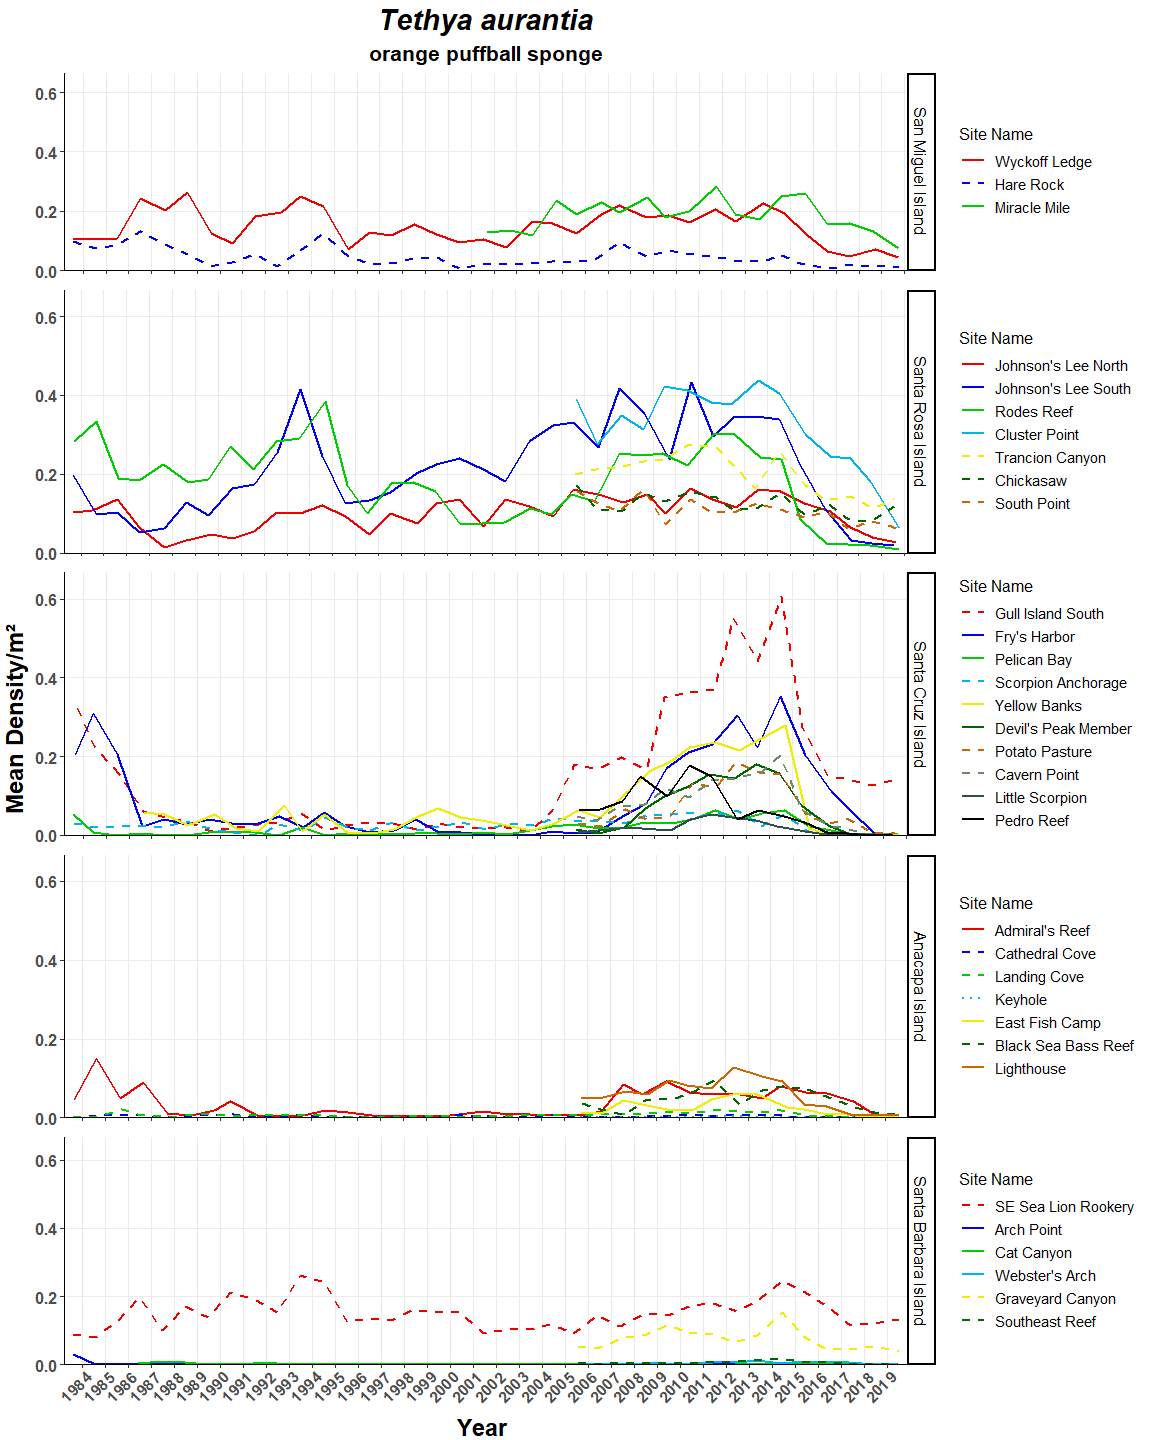 Tethya aurantia
orange puffball sponge
Mean Density/m²
0.6
0.4
0.2
0.0
San Miguel Island
Site Name
Wyckoff Ledge
Hare Rock
Miracle Mile
0.6
0.4
0.2
0.0
Santa Rosa Island
Site Name
Johnson's Lee North
Johnson's Lee South
Rodes Reef
Cluster Point
Trancion Canyon
Chickasaw
South Point
0.6
0.4
0.2
0.0
Santa Cruz Island
Site Name
Gull Island South
Fry's Harbor
Pelican Bay
Scorpion Anchorage
Yellow Banks
Devil's Peak Member
Potato Pasture
Cavern Point
Little Scorpion
Pedro Reef
0.6
0.4
0.2
0.0
Anacapa Island
Site Name
Admiral's Reef
Cathedral Cove
Landing Cove
Keyhole
East Fish Camp
Black Sea Bass Reef
Lighthouse
0.6
0.4
0.2
0.0
Santa Barbara Island
Site Name
SE Sea Lion Rookery
Arch Point
Cat Canyon
Webster's Arch
Graveyard Canyon
Southeast Reef
1984 1985 1986 1987 1988 1989 1990 1991 1992 1993 1994 1995 1996 1997 1998 1999 2000 2001 2002 2003 2004 2005 2006 2007 2008 2009 2010 2011 2012 2013 2014 2015 2016 2017 2018 2019
Year